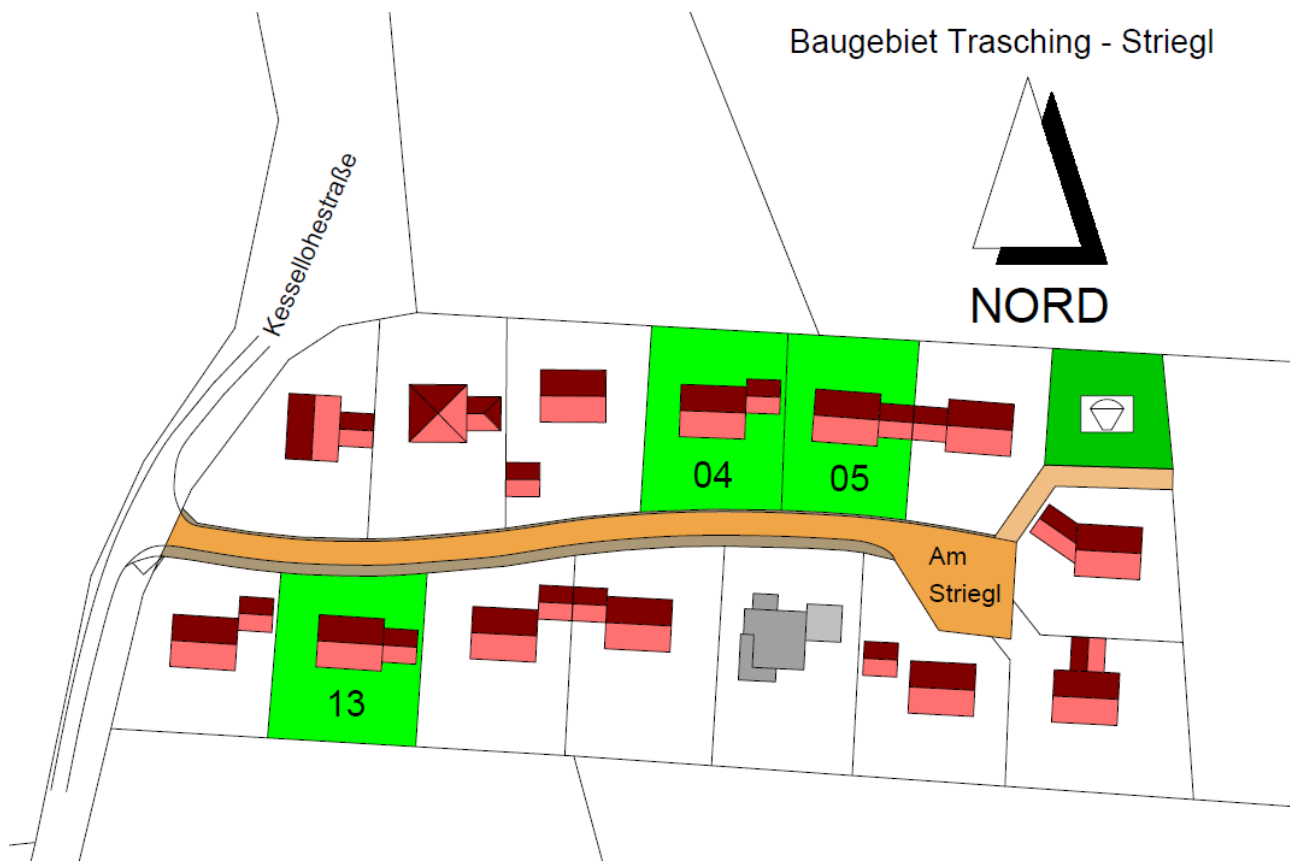 Baugebiet Trasching - Striegl
Kessellohestraße
NORD
04
05
Am
Striegl
13